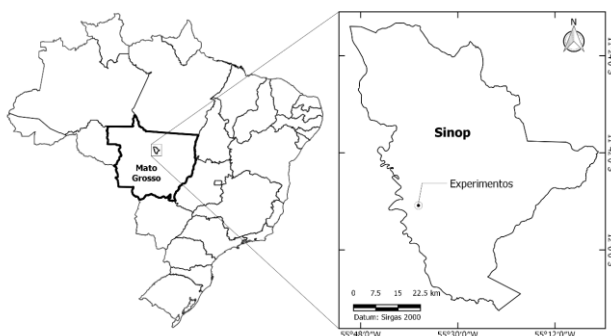 Mato
Grosso
N
Sinop
Experimentos
0 7.5 15 22.5 km
Datum: Sirgas 2000
55°48'0"W 55°30'0"W 55°12'0"W